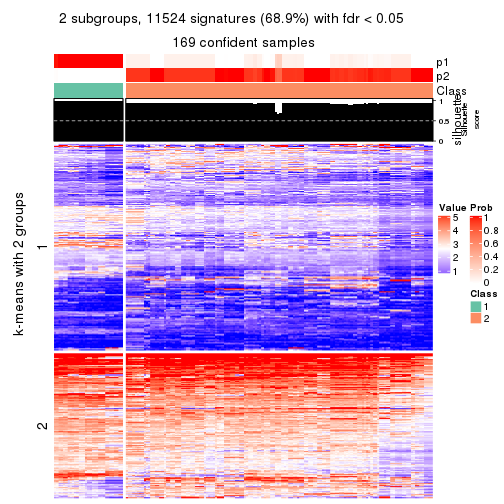 2 subgroups, 11524 signatures (68.9%) with fdr < 0.05
169 confident samples
p1
p2
Class
1
0.5
0
silhouette
Silhouette
score
k-means with 2 groups
1
2
Value
5
4
3
2
1
Prob
1
0.8
0.6
0.4
0.2
0
Class
1
2